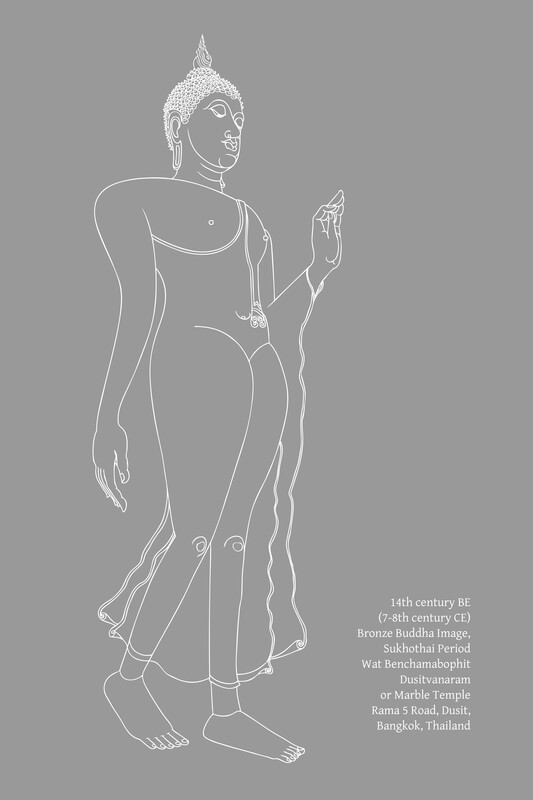 14th century BE
(7-8th century CE)
Bronze Buddha Image,
Sukhothai Period
Wat Benchamabophit
Dusitvanaram
or Marble Temple
Rama 5 Road, Dusit,
Bangkok, Thailand